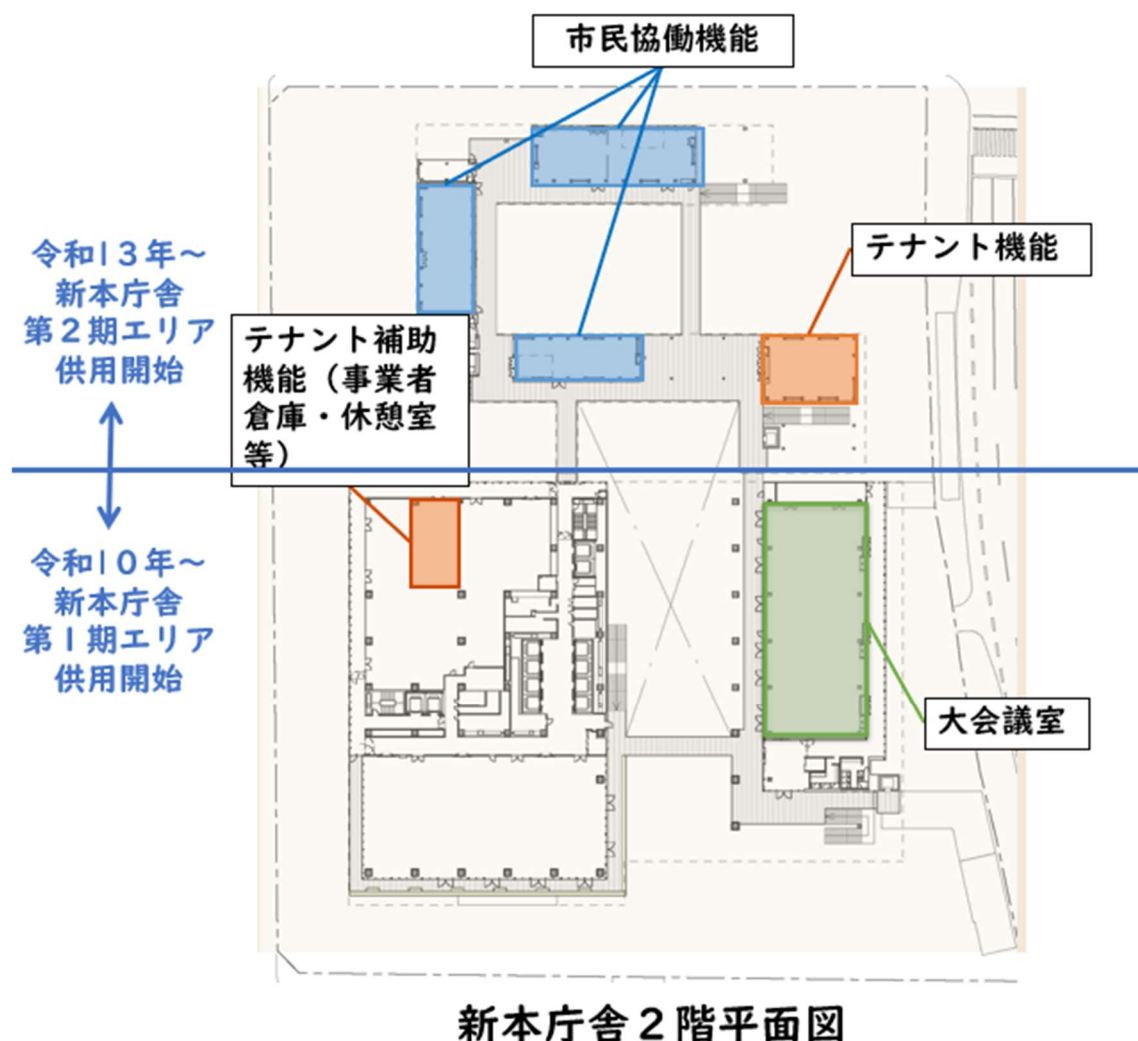 市民協働機能
テナント機能
令和13年～
新本庁舎
第2期エリア
供用開始
テナント補助
機能（事業者
倉庫・休憩室
等）
令和10年～
新本庁舎
第1期エリア
供用開始
大会議室
新本庁舎２階平面図